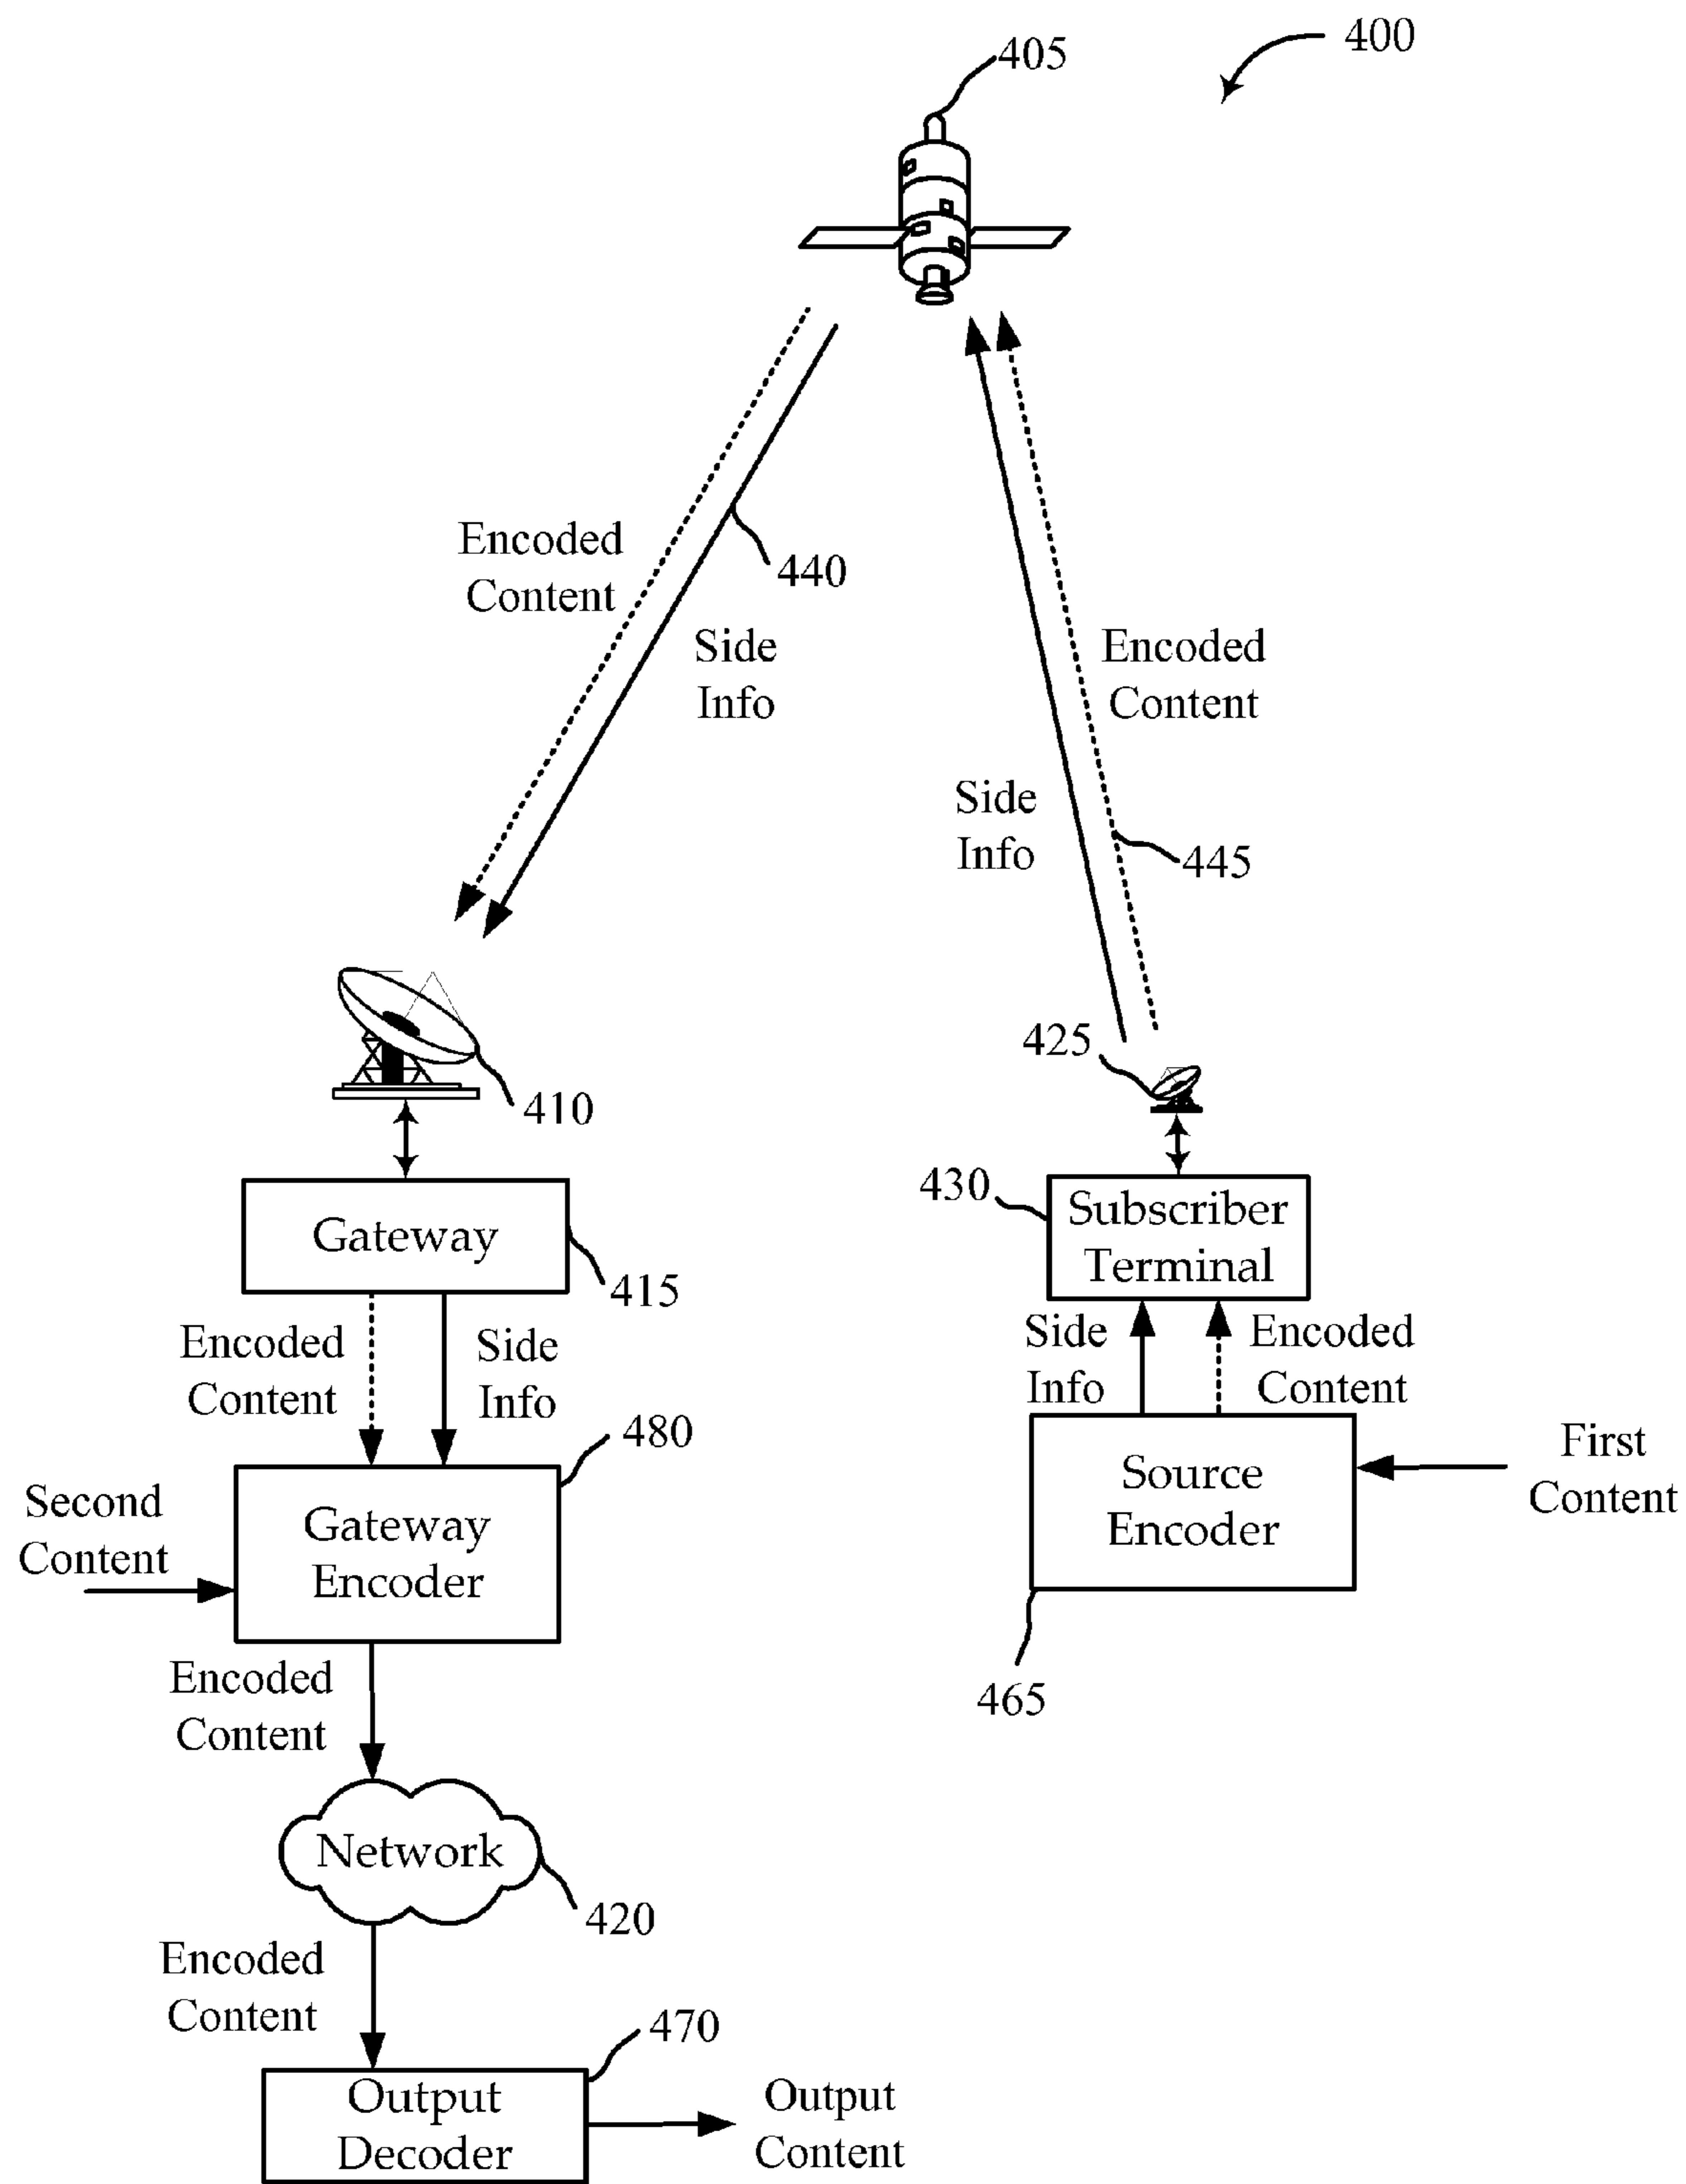 400
405
Encoded
Content
440
Side
Info
Encoded
Content
Side
Info
445
425
410
430
Subscriber
Terminal
Gateway
415
Encoded
Content
Side
Info
Side
Info
Encoded
Content
480
First
Content
Source
Encoder
Second
Content
Gateway
Encoder
465
Encoded
Content
Network
420
Encoded
Content
470
Output
Decoder
Output
Content